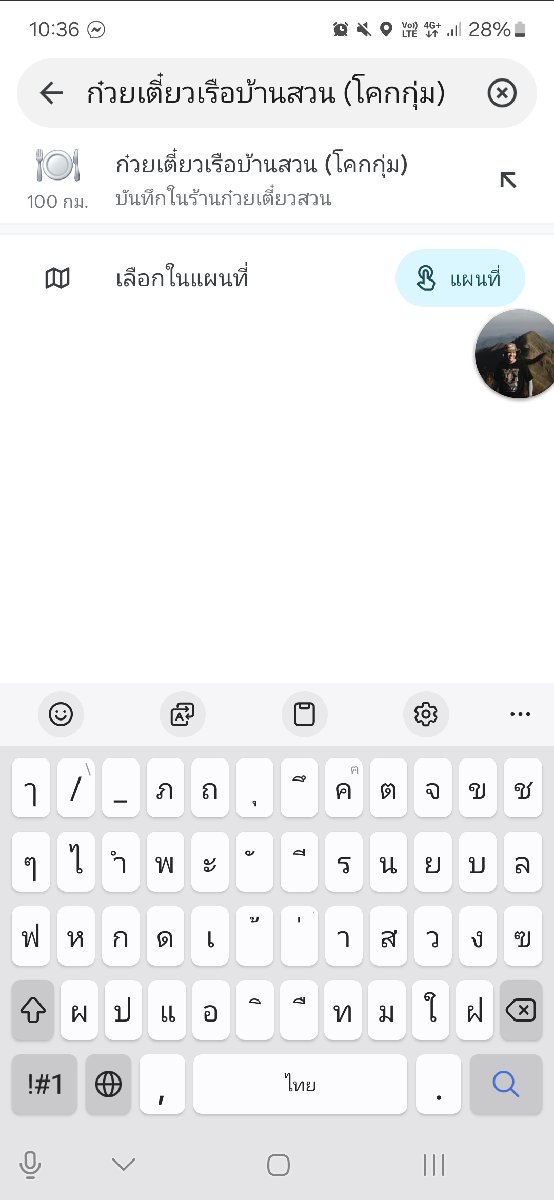 10:36
Vo)) LTE 4G+ 28%
ก๋วยเตี๋ยวเรือบ้านสวน (โคกกุ่ม)
ก๋วยเตี๋ยวเรือบ้านสวน (โคกกุ่ม)
100 กม. บันทึกในร้านก๋วยเตี๋ยวสวน
เลือกในแผนที่ แผนที่
ๅ / \ _ ภ ถ ุ ึ ค ฅ ต จ ข ช
ๆ ไ ำ พ ะ ั ี ร น ย บ ล
ฟ ห ก ด เ ้ ่ า ส ว ง ฃ
ผ ป แ อ ิ ื ท ม ใ ฝ
!#1 , ไทย .